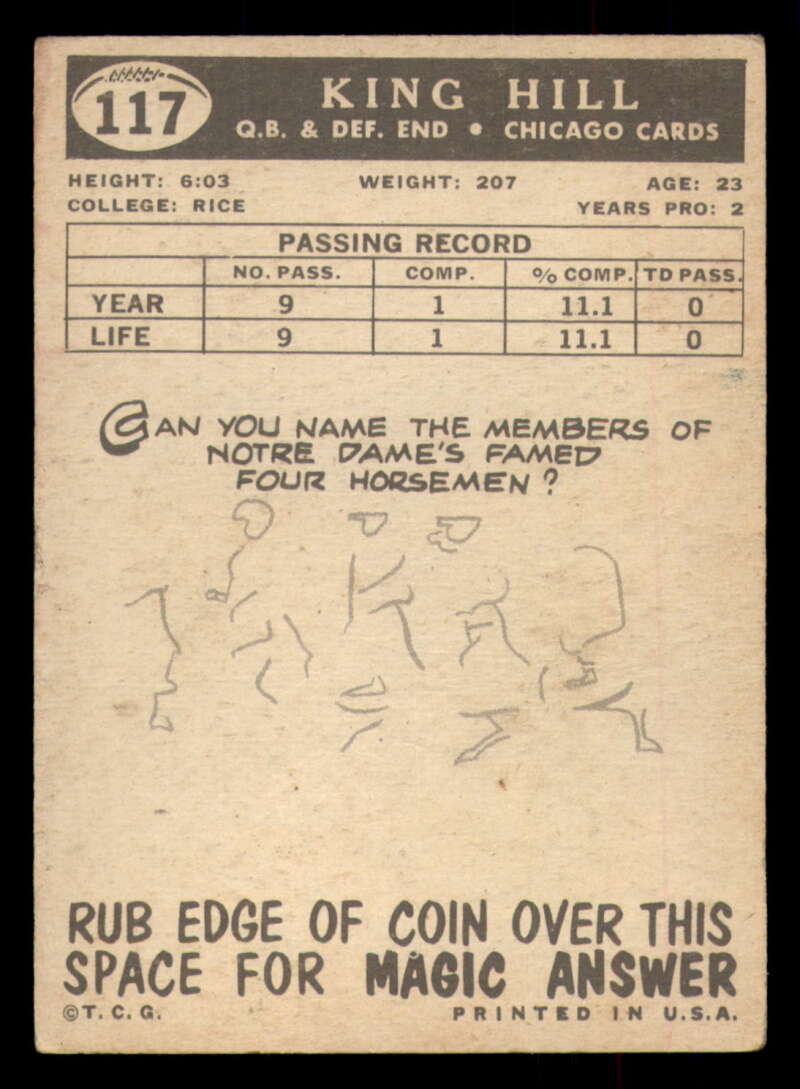 117
KING HILL
Q.B. & DEF. END • CHICAGO CARDS
HEIGHT: 6:03 WEIGHT: 207 AGE: 23
COLLEGE: RICE YEARS PRO: 2
PASSING RECORD
NO. PASS. COMP. % COMP. TD PASS.
YEAR 9 1 11.1 0
LIFE 9 1 11.1 0
CAN YOU NAME THE MEMBERS OF
NOTRE DAME'S FAMED
FOUR HORSEMEN?
RUB EDGE OF COIN OVER THIS
SPACE FOR MAGIC ANSWER
©T.C.G. PRINTED IN U.S.A.